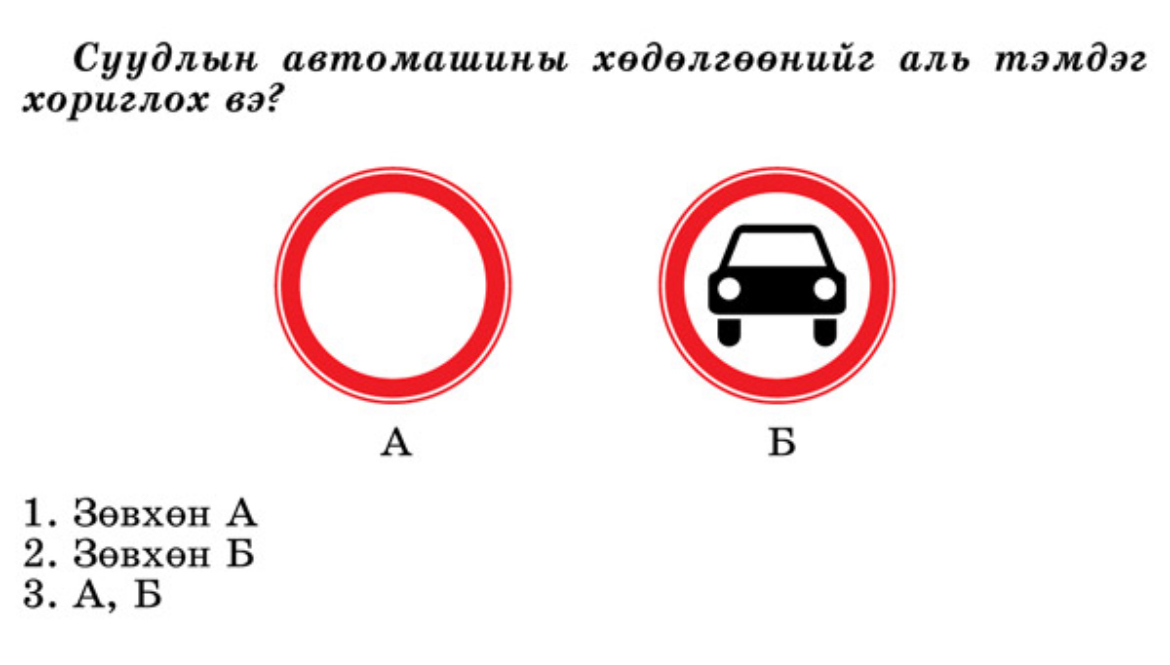 Суудлын автомашины хөдөлгөөнийг аль тэмдэг
хориглох вэ?
А Б
1. Зөвхөн А
2. Зөвхөн Б
3. А, Б